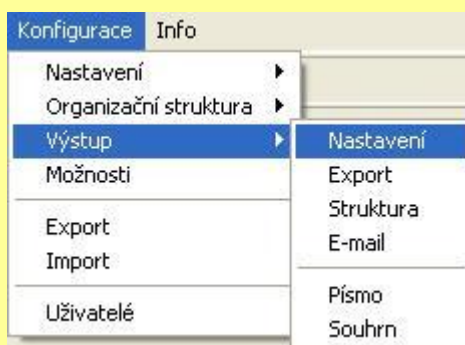 Konfigurace Info
Nastavení
Organizační struktura
Výstup
Možnosti
Export
Import
Uživatelé
Nastavení
Export
Struktura
E-mail
Písmo
Souhrn